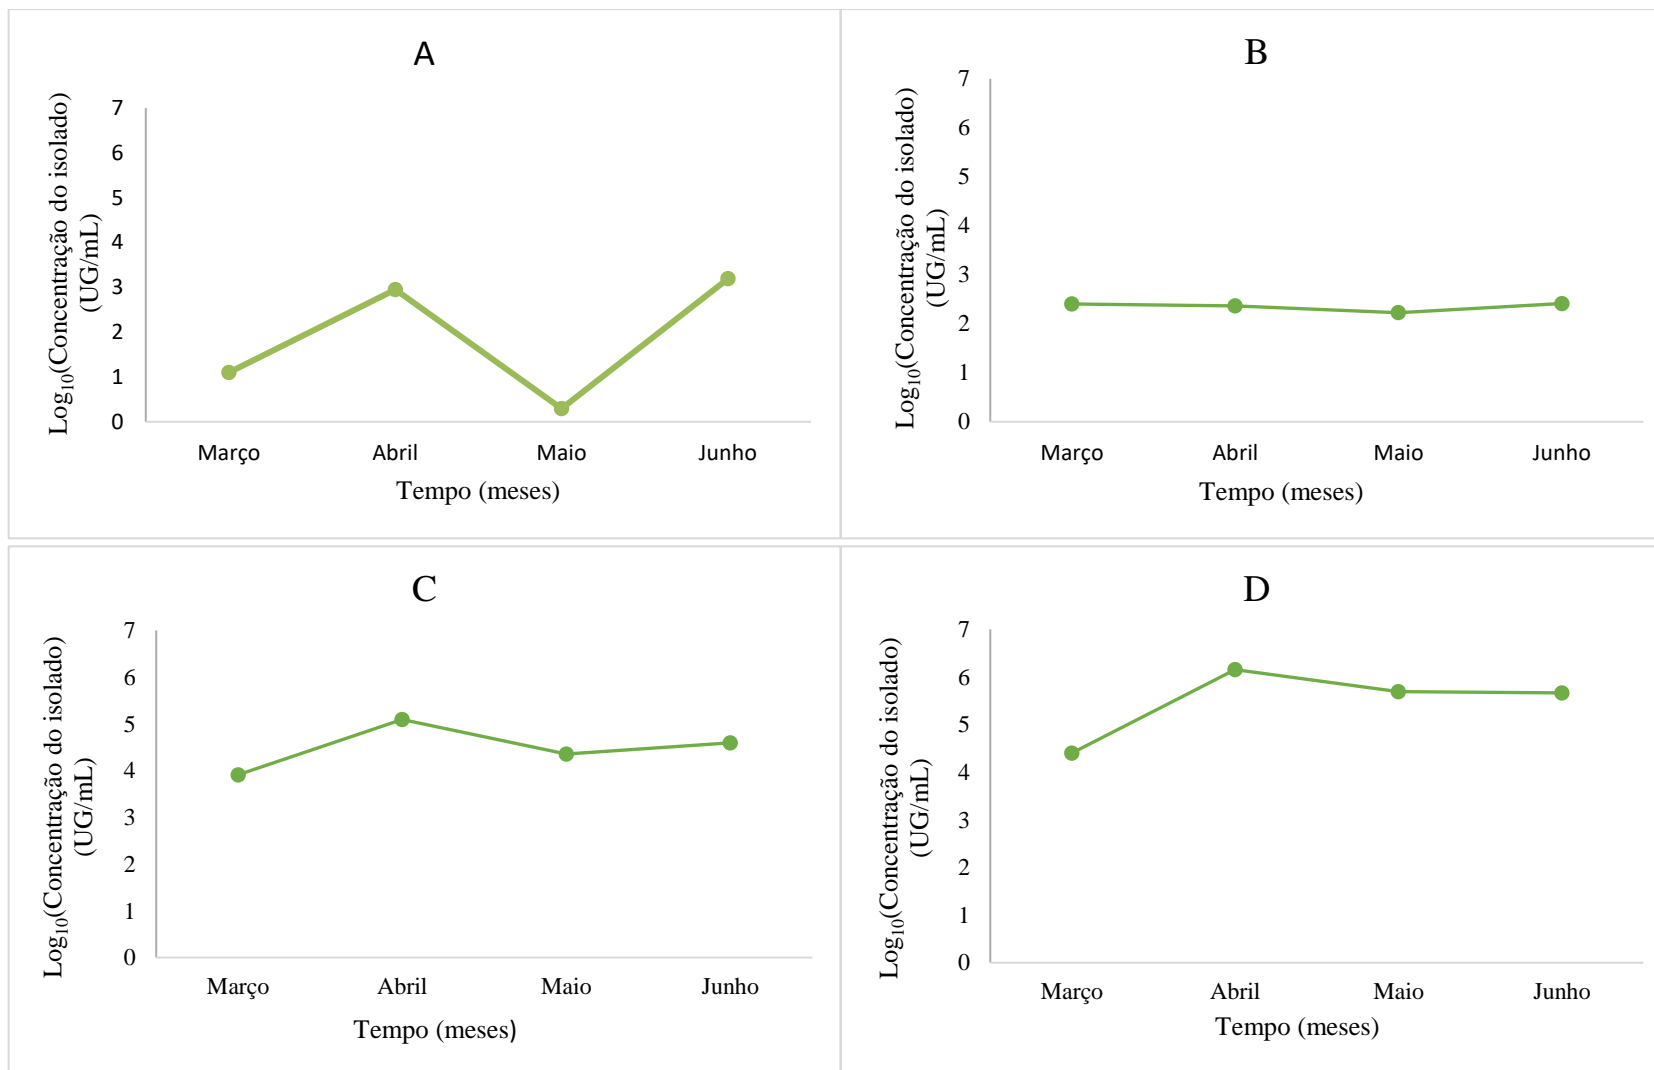 A
Log₁₀(Concentração do isolado)
(UG/mL)
7
6
5
4
3
2
1
0
Março Abril Maio Junho
Tempo (meses)
B
Log₁₀(Concentração do isolado)
(UG/mL)
7
6
5
4
3
2
1
0
Março Abril Maio Junho
Tempo (meses)
C
Log₁₀(Concentração do isolado)
(UG/mL)
7
6
5
4
3
2
1
0
Março Abril Maio Junho
Tempo (meses)
D
Log₁₀(Concentração do isolado)
(UG/mL)
7
6
5
4
3
2
1
0
Março Abril Maio Junho
Tempo (meses)